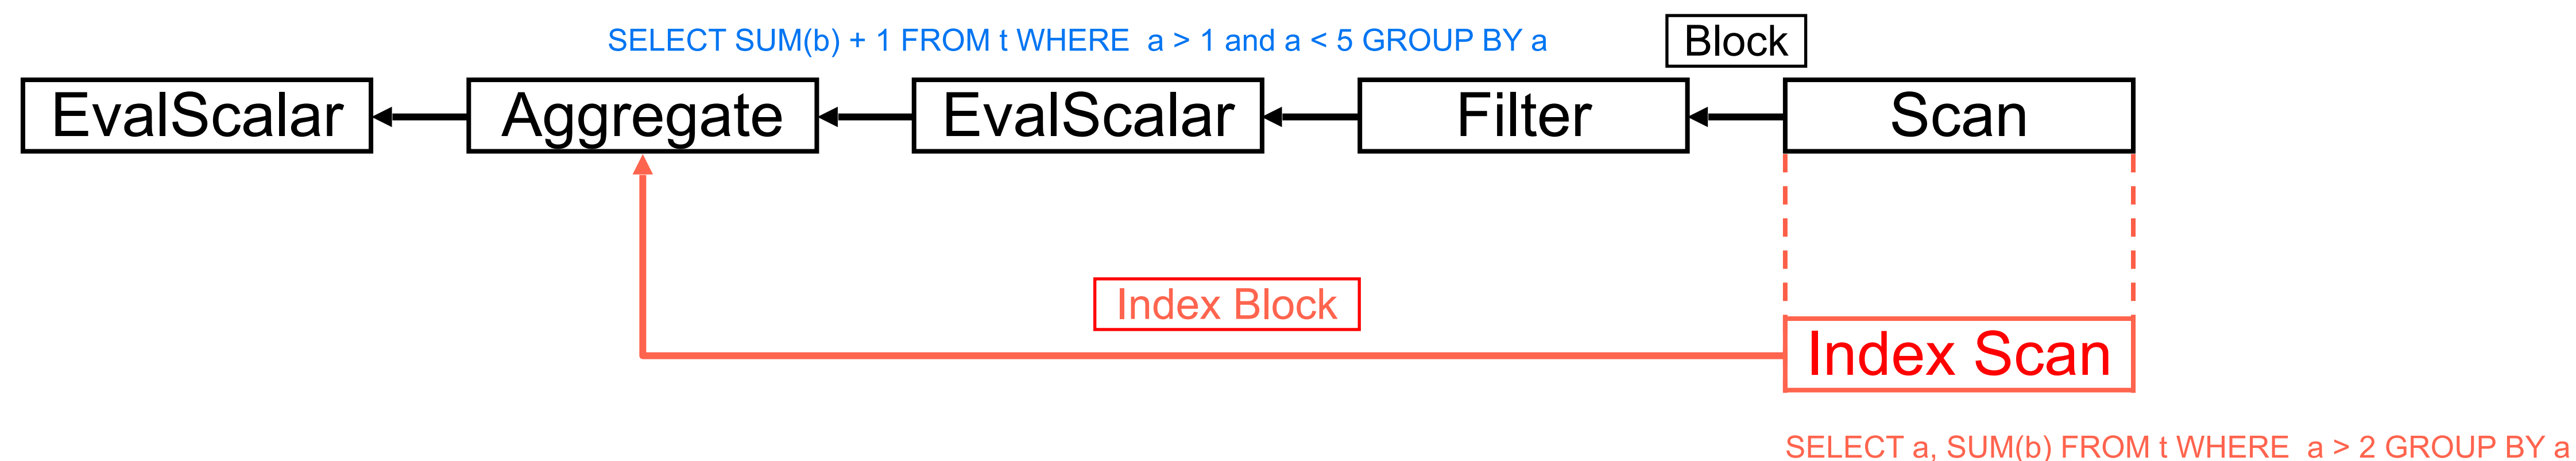 SELECT SUM(b) + 1 FROM t WHERE  a > 1 and a < 5 GROUP BY a
Block
EvalScalar
Aggregate
EvalScalar
Filter
Scan
Index Block
Index Scan
SELECT a, SUM(b) FROM t WHERE  a > 2 GROUP BY a